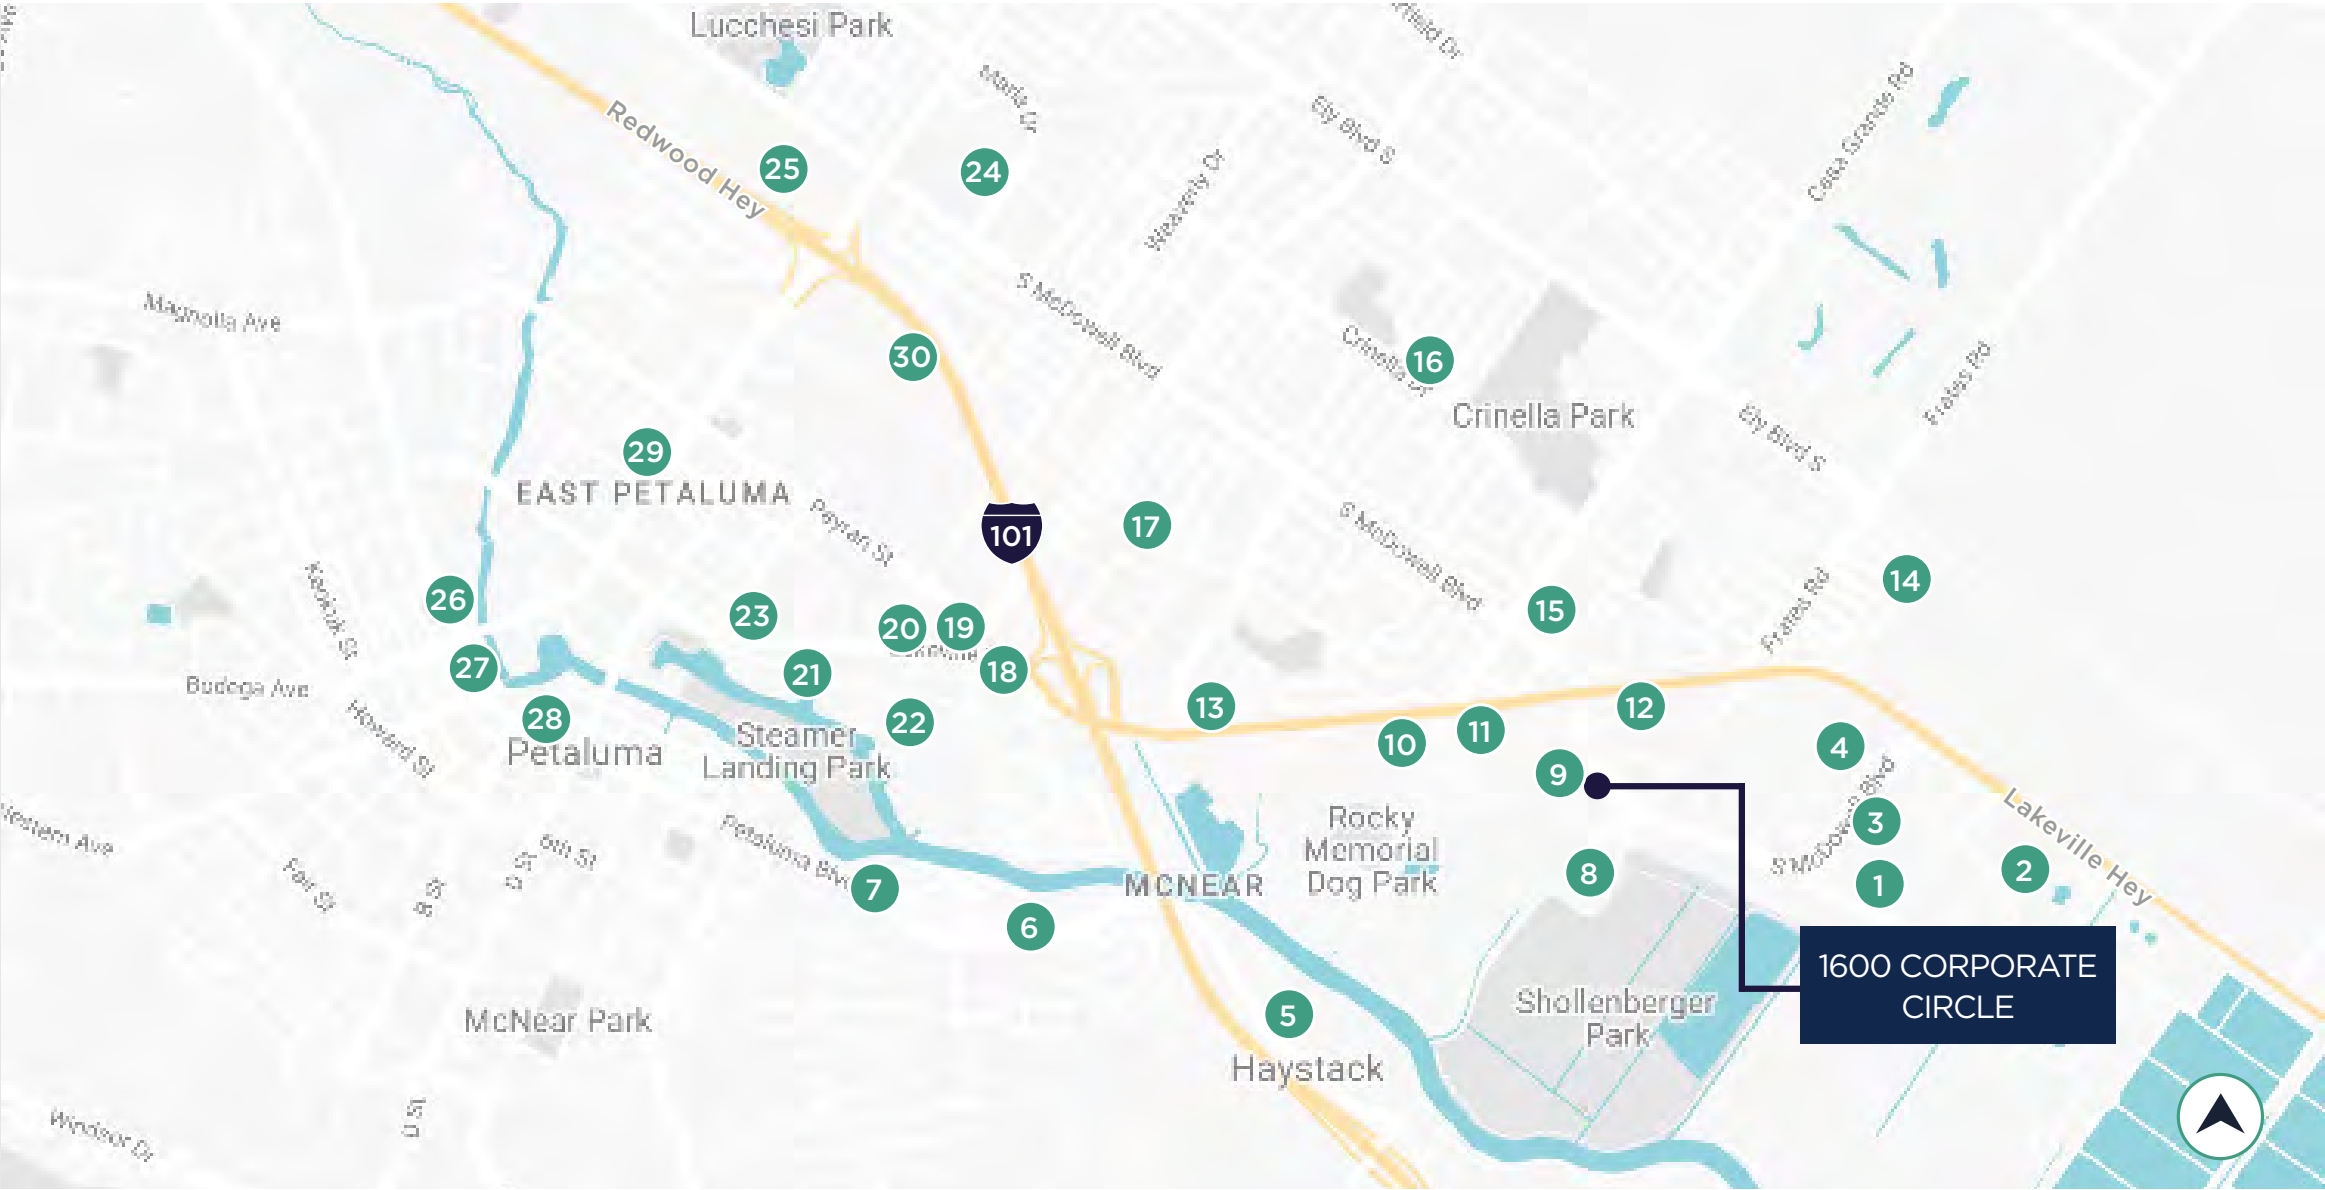 Lucchesi Park
Maria Dr
Ely Blvd S
Casa Grande Rd
Redwood Hey
25
24
Weaverly Ct
Magnolia Ave
S McDowell Blvd
30
Crinella Dr
16
Crinella Park
Frates Rd
Ely Blvd S
29
EAST PETALUMA
Payran St
101
17
S McDowell Blvd
14
Keokuk St
26
23
20
19
15
Frates Rd
27
21
18
Bodega Ave
Howard St
28
22
13
12
Petaluma
Steamer
Landing Park
10
11
4
9
Western Ave
6th St
Petaluma Blv
Rocky
Memorial
Dog Park
S McDowell Blvd
3
Lakeville Hey
Fair St
B St
D St
7
MCNEAR
8
1
2
6
1600 CORPORATE
CIRCLE
McNear Park
5
Haystack
Shollenberger
Park
D St
Windsor Dr